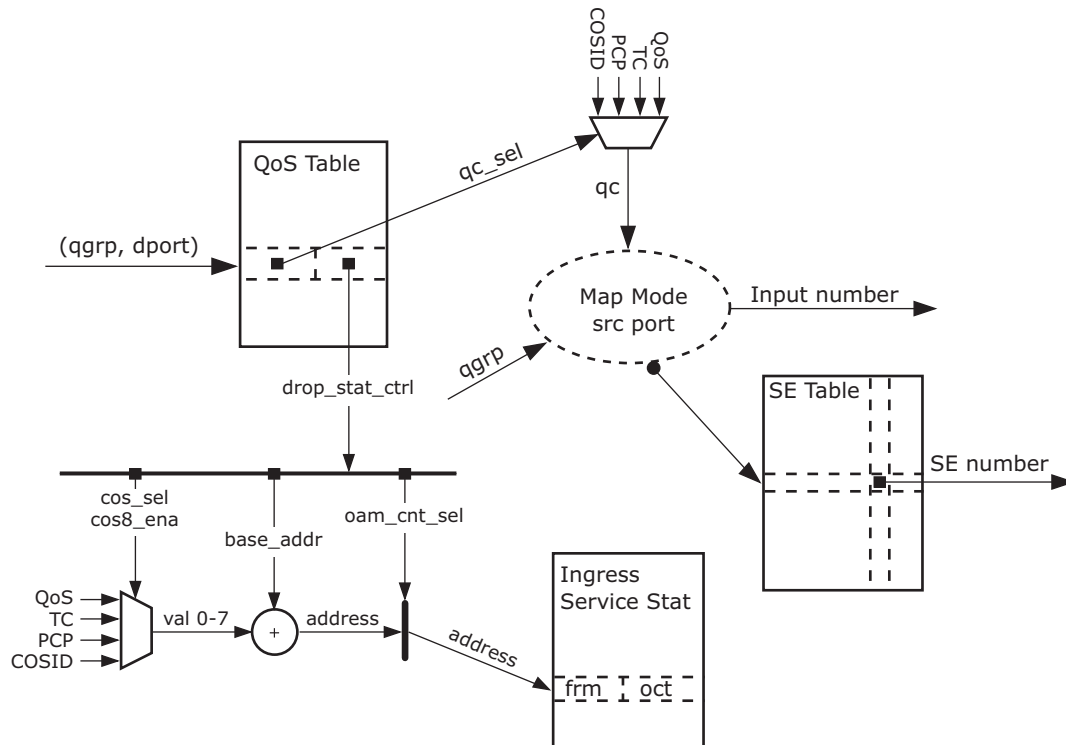 COSID
PCP
TC
QoS
QoS Table
qc_sel
qc
(qgrp, dport)
Map Mode
src port
Input number
qgrp
drop_stat_ctrl
SE Table
SE number
cos_sel
cos8_ena
base_addr
oam_cnt_sel
Ingress
Service Stat
QoS
TC
PCP
COSID
val 0-7
+
address
address
frm
oct